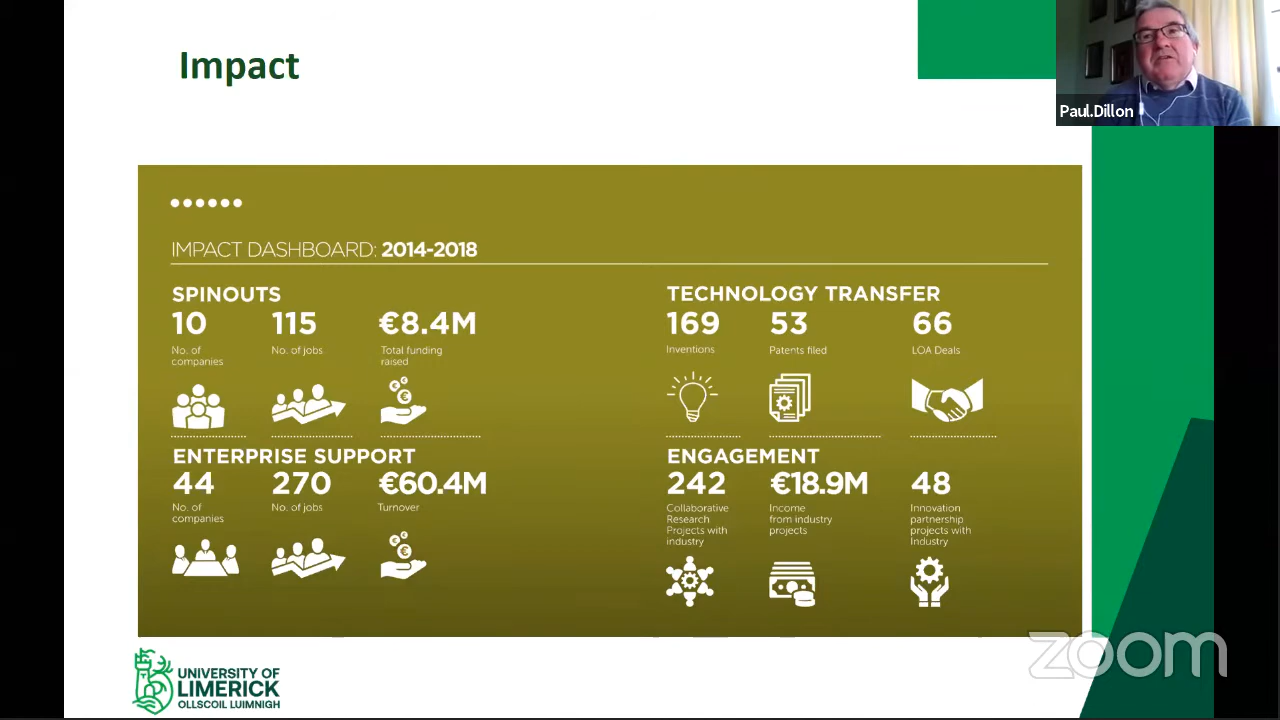 Impact
Paul.Dillon
IMPACT DASHBOARD: 2014-2018
SPINOUTS
10
No. of
companies
115
No. of jobs
€8.4M
Total funding
raised
TECHNOLOGY TRANSFER
169
Inventions
53
Patents filed
66
LOA Deals
ENTERPRISE SUPPORT
44
No. of
companies
270
No. of jobs
€60.4M
Turnover
ENGAGEMENT
242
Collaborative
Research
Projects with
industry
€18.9M
Income
from industry
projects
48
Innovation
partnership
projects with
Industry
UNIVERSITY OF
LIMERICK
OLLSCOIL LUIMNIGH
zoom